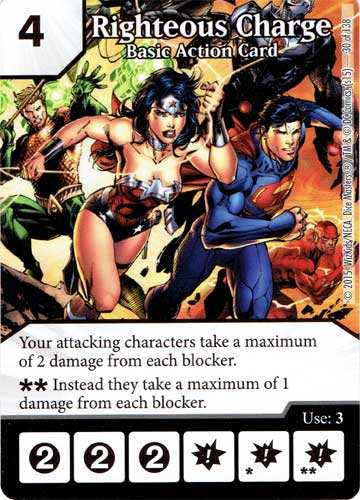 4
Righteous Charge
Basic Action Card
Your attacking characters take a maximum
of 2 damage from each blocker.
** Instead they take a maximum of 1
damage from each blocker.
Use: 3
2 2 2 ! ! !
* **